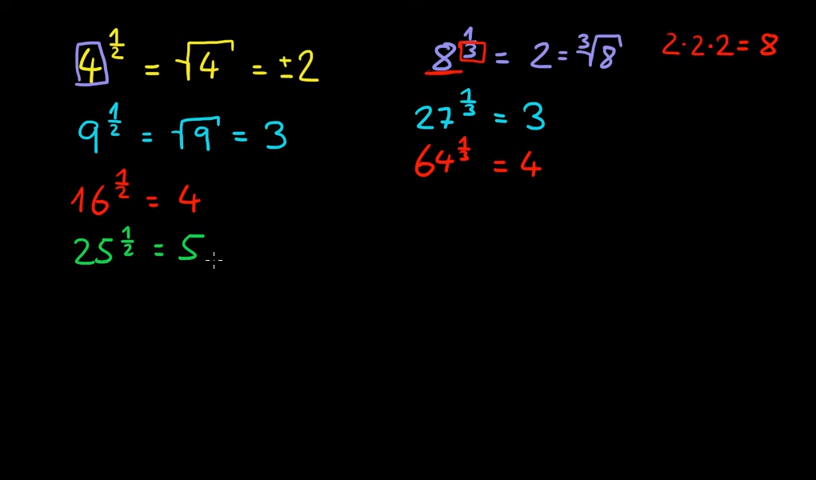 4^{1/2} = √4 = ±2
9^{1/2} = √9 = 3
16^{1/2} = 4
25^{1/2} = 5
8^{1/3} = 2 = ∛8
2·2·2 = 8
27^{1/3} = 3
64^{1/3} = 4